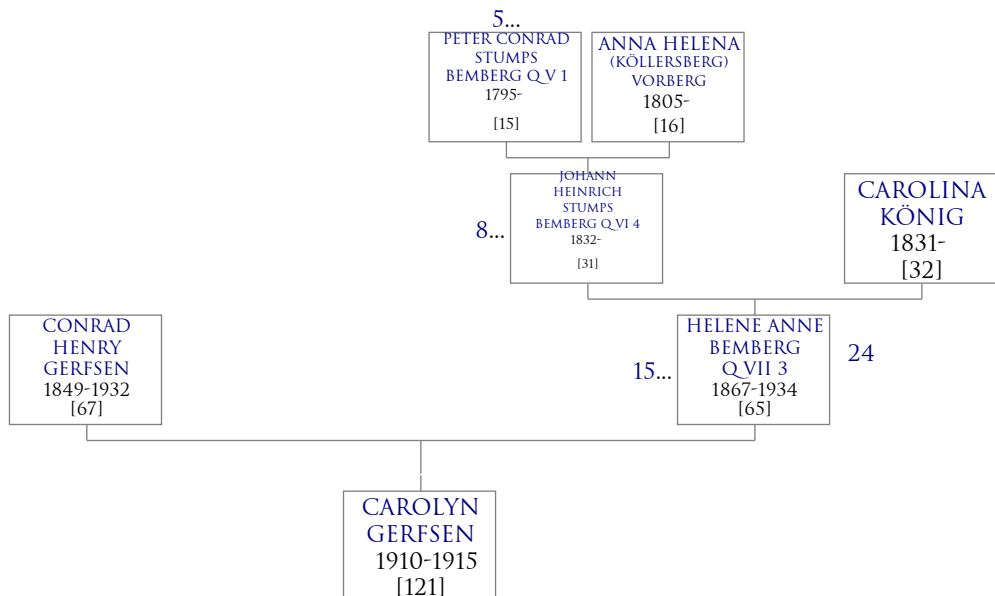 5...
PETER CONRAD
STUMPS
BEMBERG Q V 1
1795-
[15]
ANNA HELENA
(KÖLLERSBERG)
VORBERG
1805-
[16]
8...
JOHANN
HEINRICH
STUMPS
BEMBERG Q VI 4
1832-
[31]
CAROLINA
KÖNIG
1831-
[32]
CONRAD
HENRY
GERFSEN
1849-1932
[67]
15...
HELENE ANNE
BEMBERG
Q VII 3
1867-1934
[65]
24
CAROLYN
GERFSEN
1910-1915
[121]